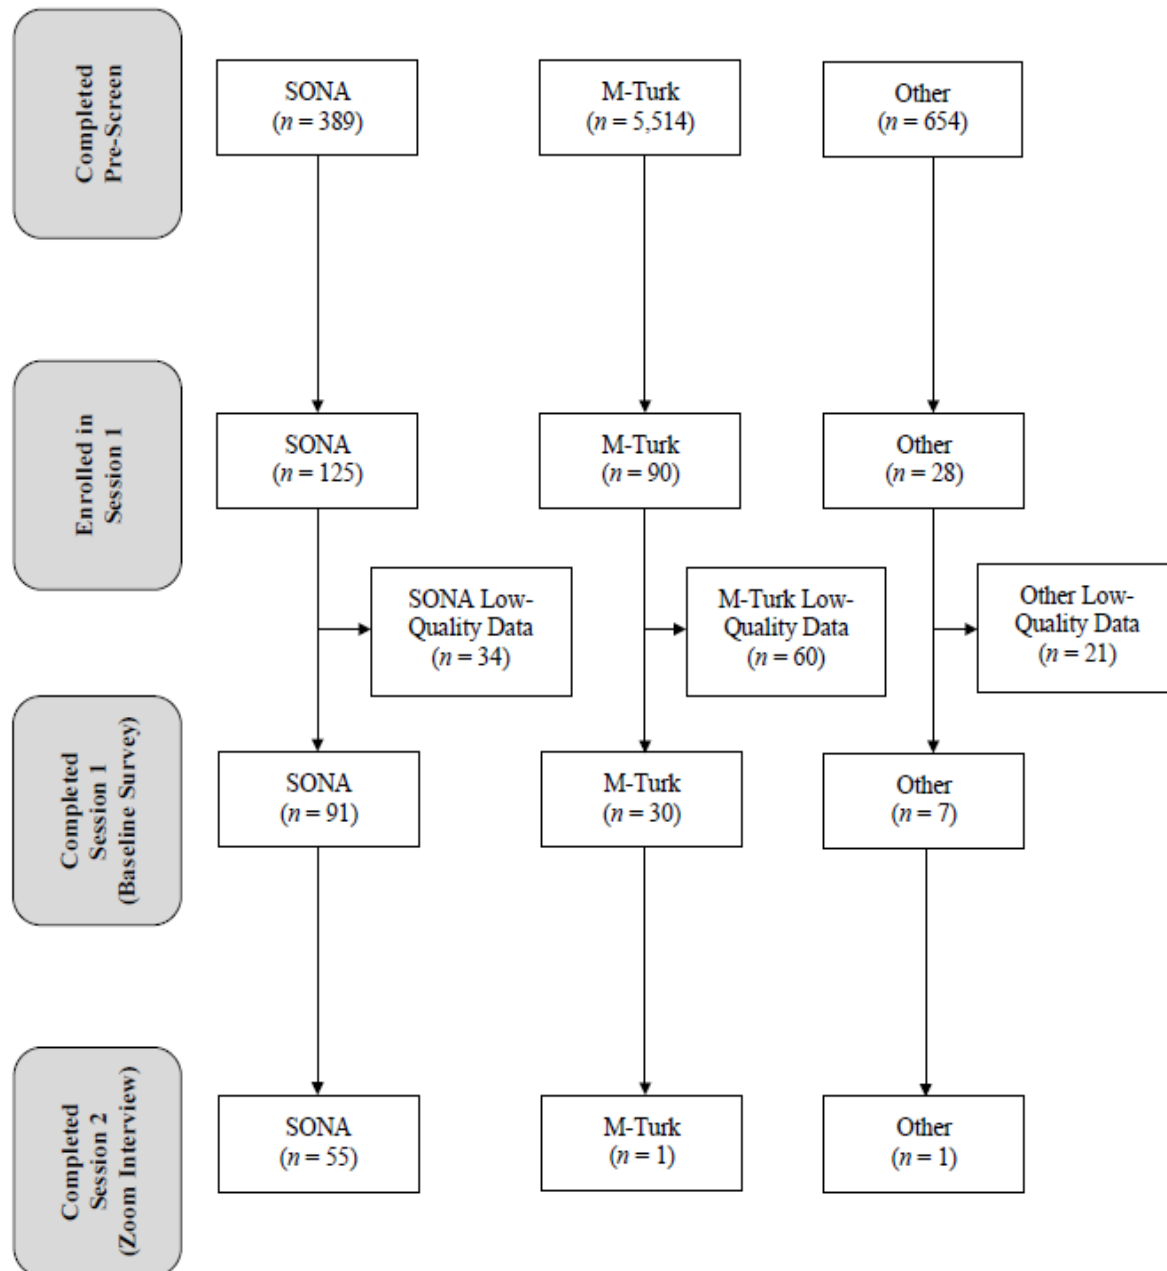 Completed
Pre-Screen
SONA
(n = 389)
M-Turk
(n = 5,514)
Other
(n = 654)
Enrolled in
Session 1
SONA
(n = 125)
M-Turk
(n = 90)
Other
(n = 28)
SONA Low-
Quality Data
(n = 34)
M-Turk Low-
Quality Data
(n = 60)
Other Low-
Quality Data
(n = 21)
Completed
Session 1
(Baseline Survey)
SONA
(n = 91)
M-Turk
(n = 30)
Other
(n = 7)
Completed
Session 2
(Zoom Interview)
SONA
(n = 55)
M-Turk
(n = 1)
Other
(n = 1)